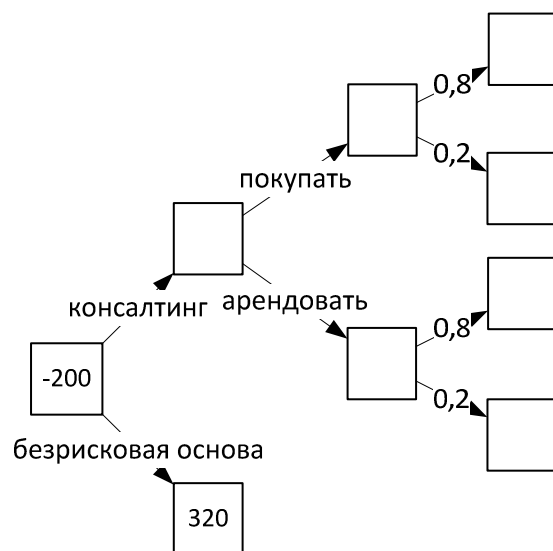 0,8
0,2
покупать
консалтинг
арендовать
0,8
0,2
-200
безрисковая основа
320